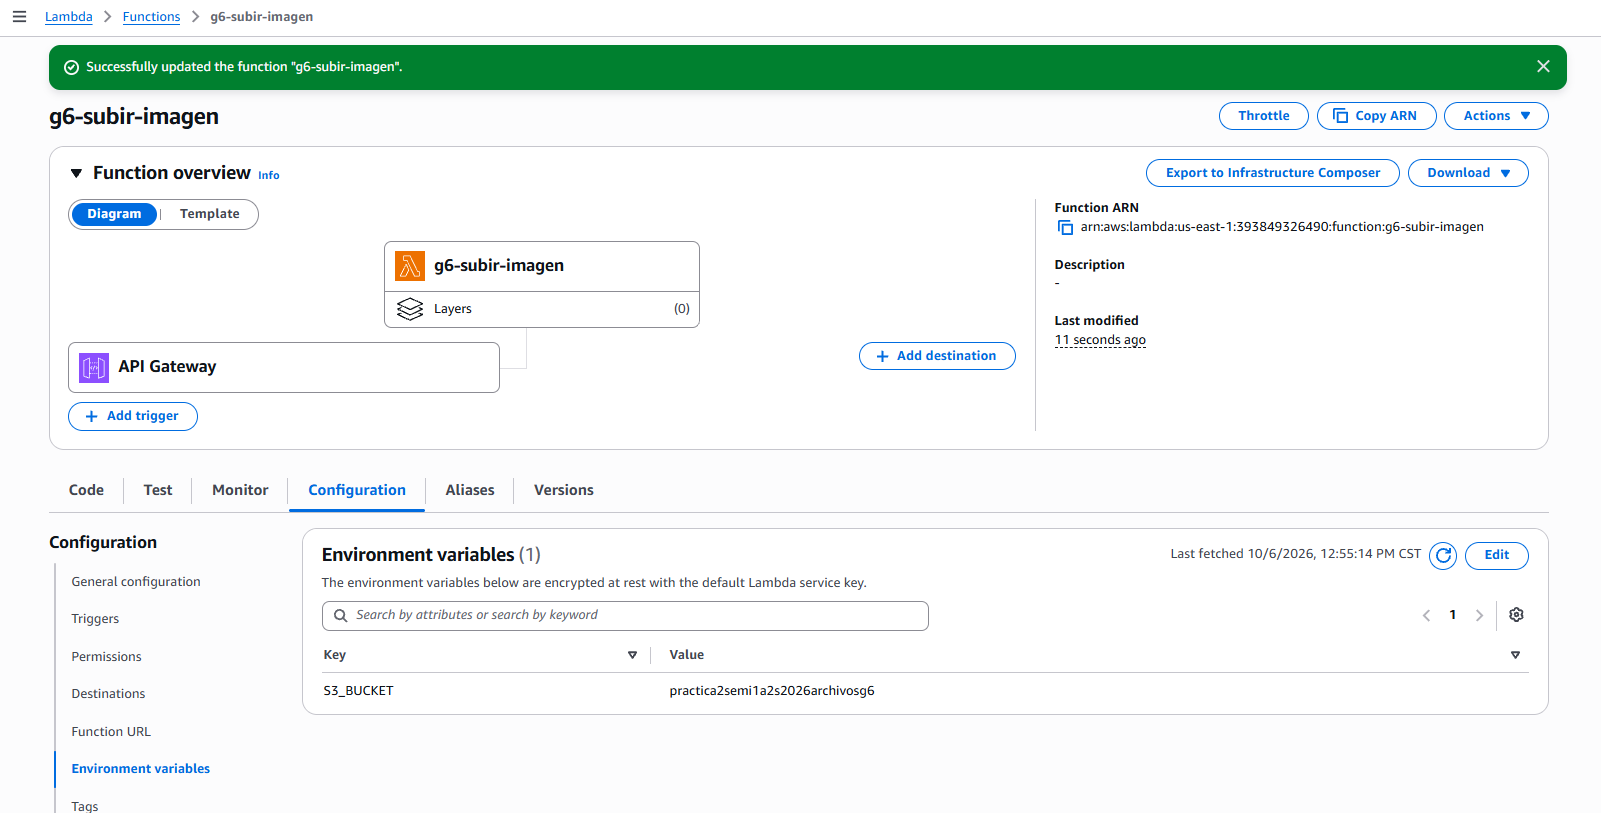 Lambda > Functions > g6-subir-imagen
Successfully updated the function "g6-subir-imagen".
g6-subir-imagen
Throttle
Copy ARN
Actions
Function overview Info
Export to Infrastructure Composer
Download
Diagram
Template
g6-subir-imagen
Layers
(0)
API Gateway
Add trigger
Add destination
Function ARN
arn:aws:lambda:us-east-1:393849326490:function:g6-subir-imagen
Description
-
Last modified
11 seconds ago
Code
Test
Monitor
Configuration
Aliases
Versions
Configuration
General configuration
Triggers
Permissions
Destinations
Function URL
Environment variables
Tags
Environment variables (1)
Last fetched 10/6/2026, 12:55:14 PM CST
Edit
The environment variables below are encrypted at rest with the default Lambda service key.
Search by attributes or search by keyword
1
Key
Value
S3_BUCKET
practica2semi1a2s2026archivosg6